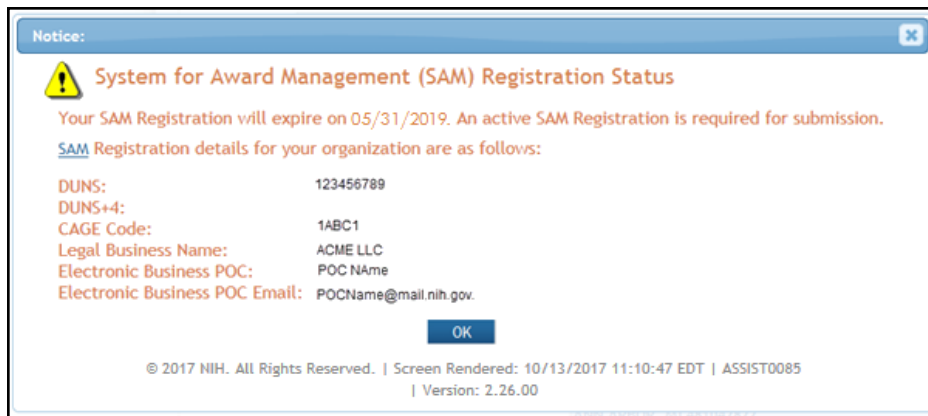 Notice:
System for Award Management (SAM) Registration Status
Your SAM Registration will expire on 05/31/2019. An active SAM Registration is required for submission.
SAM Registration details for your organization are as follows:
DUNS: 123456789
DUNS+4:
CAGE Code: 1ABC1
Legal Business Name: ACME LLC
Electronic Business POC: POC NAme
Electronic Business POC Email: POCName@mail.nih.gov.
OK
© 2017 NIH. All Rights Reserved. | Screen Rendered: 10/13/2017 11:10:47 EDT | ASSIST0085
| Version: 2.26.00